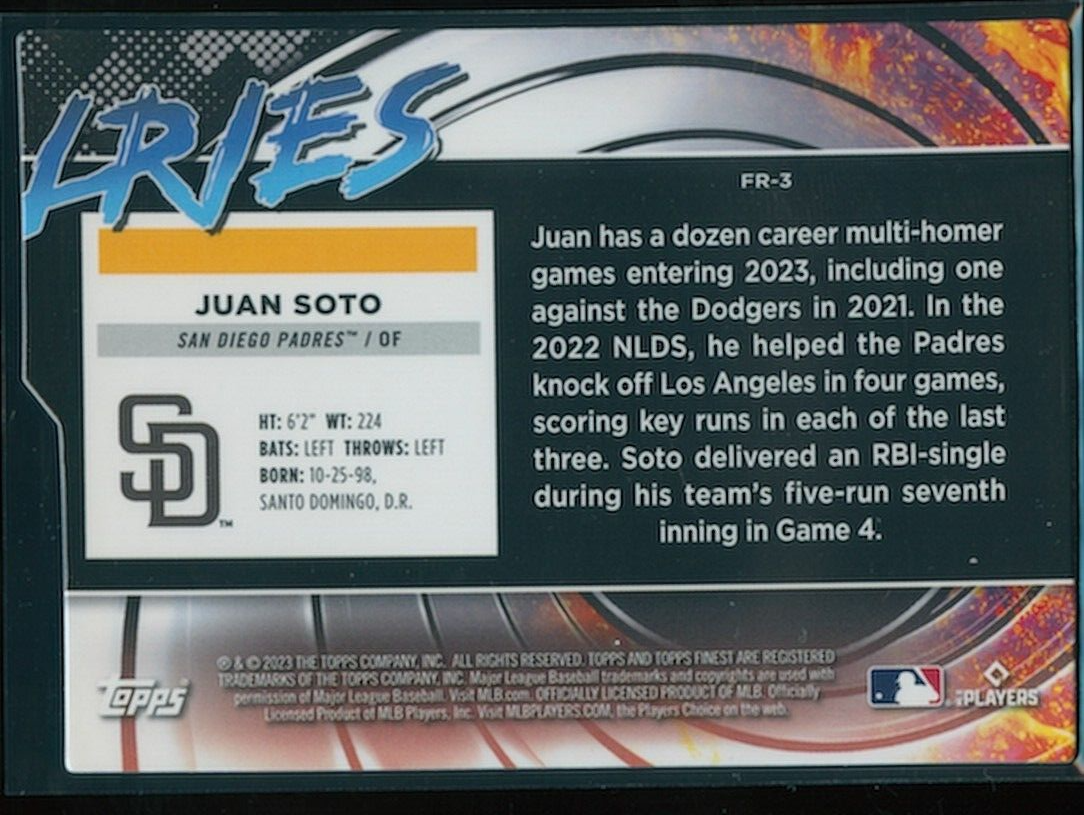 LRIES
FR-3
JUAN SOTO
SAN DIEGO PADRES™ / OF
SD™
HT: 6'2" WT: 224
BATS: LEFT THROWS: LEFT
BORN: 10-25-98,
SANTO DOMINGO, D.R.
Juan has a dozen career multi-homer
games entering 2023, including one
against the Dodgers in 2021. In the
2022 NLDS, he helped the Padres
knock off Los Angeles in four games,
scoring key runs in each of the last
three. Soto delivered an RBI-single
during his team's five-run seventh
inning in Game 4.
Topps
® & © 2023 THE TOPPS COMPANY, INC. ALL RIGHTS RESERVED. TOPPS AND TOPPS FINEST ARE REGISTERED
TRADEMARKS OF THE TOPPS COMPANY, INC. Major League Baseball trademarks and copyrights are used with
permission of Major League Baseball. Visit MLB.com. OFFICIALLY LICENSED PRODUCT OF MLB. Officially
Licensed Product of MLB Players, Inc. Visit MLBPLAYERS.COM, the Players Choice on the web.
PLAYERS